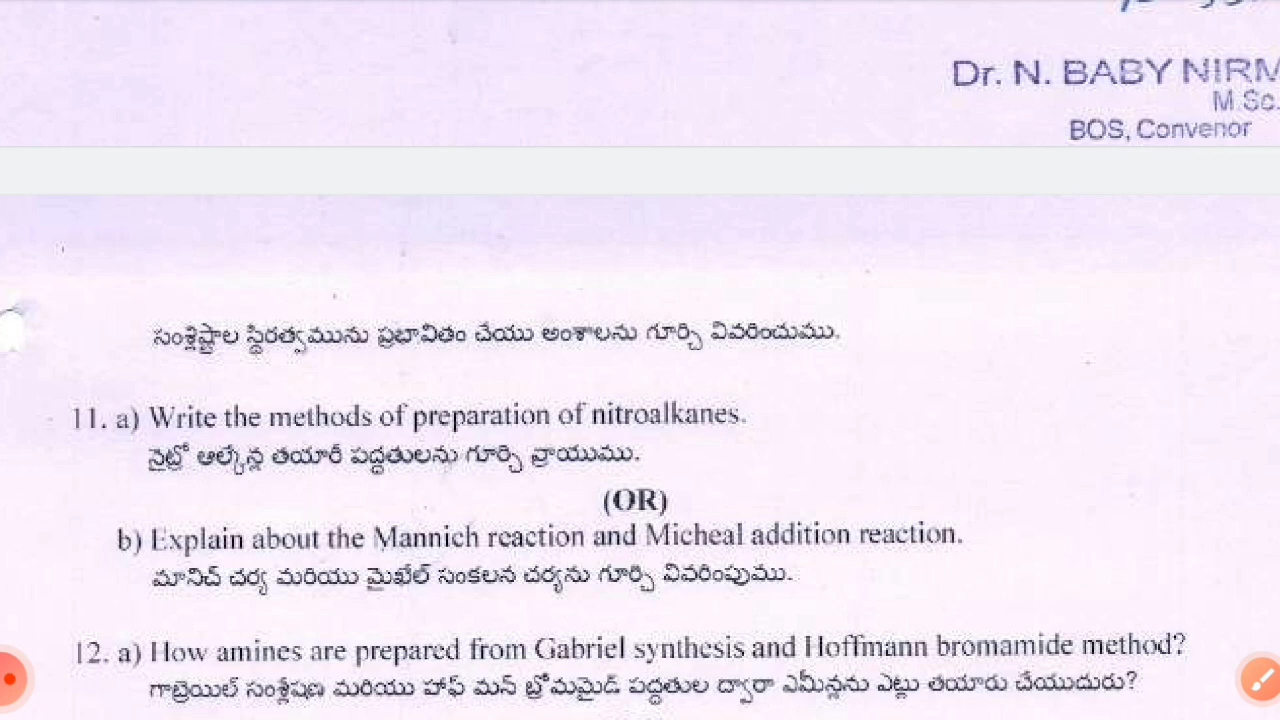 Dr. N. BABY
M.Sc.
BOS, Convenor
సంశ్లిష్టాల స్థిరత్వమును ప్రభావితం చేయు అంశాలను గూర్చి వివరించుము.
11. a) Write the methods of preparation of nitroalkanes.
నైట్రో ఆల్కేన్ల తయారీ పద్ధతులను గూర్చి వ్రాయుము.
(OR)
b) Explain about the Mannich reaction and Micheal addition reaction.
మానిచ్ చర్య మరియు మైఖేల్ సంకలన చర్యను గూర్చి వివరింపుము.
12. a) How amines are prepared from Gabriel synthesis and Hoffmann bromamide method?
గాబ్రెయిల్ సంశ్లేషణ మరియు హాఫ్ మన్ బ్రోమమైడ్ పద్ధతుల ద్వారా ఎమీన్లను ఎట్లు తయారు చేయుదురు?